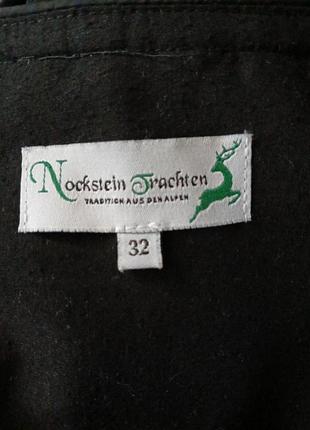 Nockstein Trachten
TRADITION AUS DEN ALPEN
32